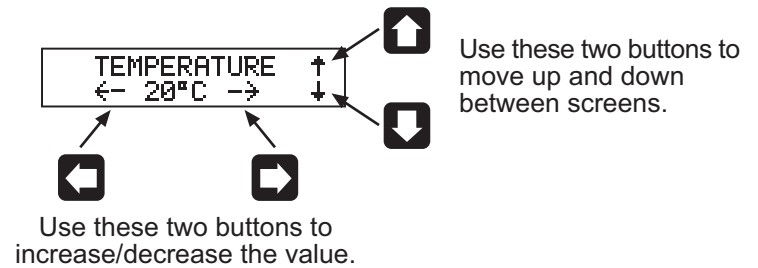 TEMPERATURE ↑
← 20°C → ↓
Use these two buttons to
move up and down
between screens.
Use these two buttons to
increase/decrease the value.